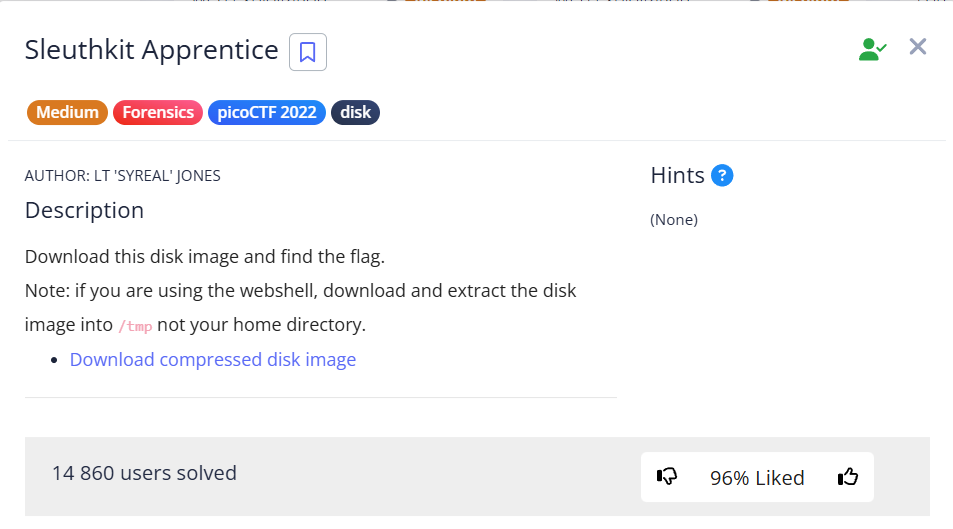 Sleuthkit Apprentice
Medium Forensics picoCTF 2022 disk
AUTHOR: LT 'SYREAL' JONES
Description
Download this disk image and find the flag.
Note: if you are using the webshell, download and extract the disk
image into /tmp not your home directory.
Download compressed disk image
Hints ?
(None)
14 860 users solved
96% Liked